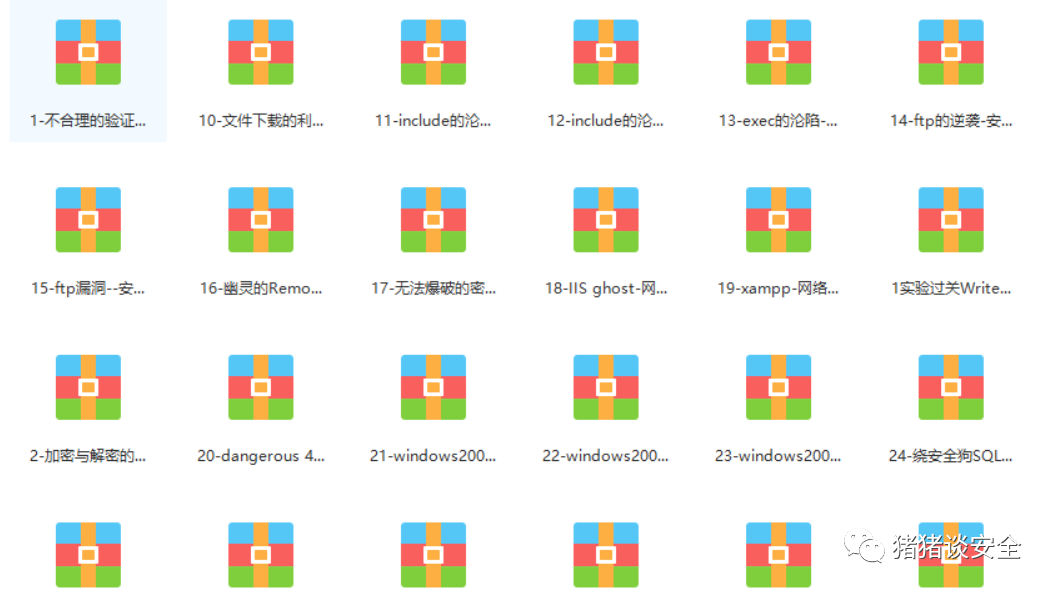 1-不合理的验证...
10-文件下载的利...
11-include的沦...
12-include的沦...
13-exec的沦陷-...
14-ftp的逆袭-安...
15-ftp漏洞--安...
16-幽灵的Remo...
17-无法爆破的密...
18-IIS ghost-网...
19-xampp-网络...
1实验过关Write...
2-加密与解密的...
20-dangerous 4...
21-windows200...
22-windows200...
23-windows200...
24-绕安全狗SQL...
猪猪谈安全